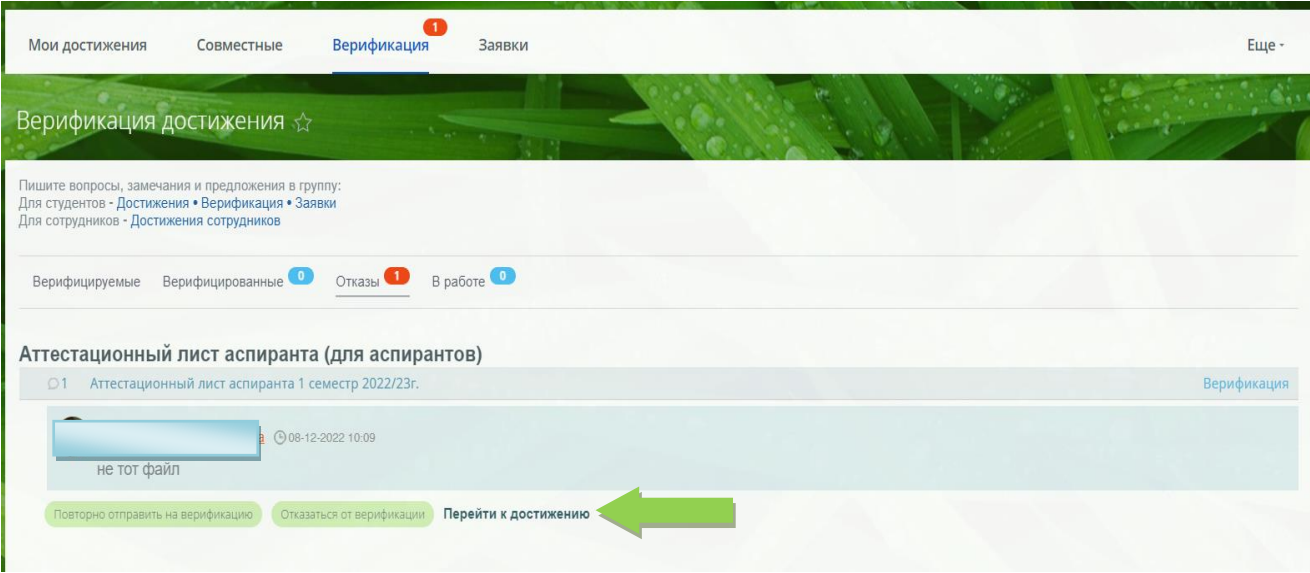 1
Мои достижения Совместные Верификация Заявки Еще
Верификация достижения
Пишите вопросы, замечания и предложения в группу:
Для студентов - Достижения • Верификация • Заявки
Для сотрудников - Достижения сотрудников
Верифицируемые Верифицированные 0 Отказы 1 В работе 0
Аттестационный лист аспиранта (для аспирантов)
1 Аттестационный лист аспиранта 1 семестр 2022/23г. Верификация
а 08-12-2022 10:09
не тот файл
Повторно отправить на верификацию Отказаться от верификации Перейти к достижению